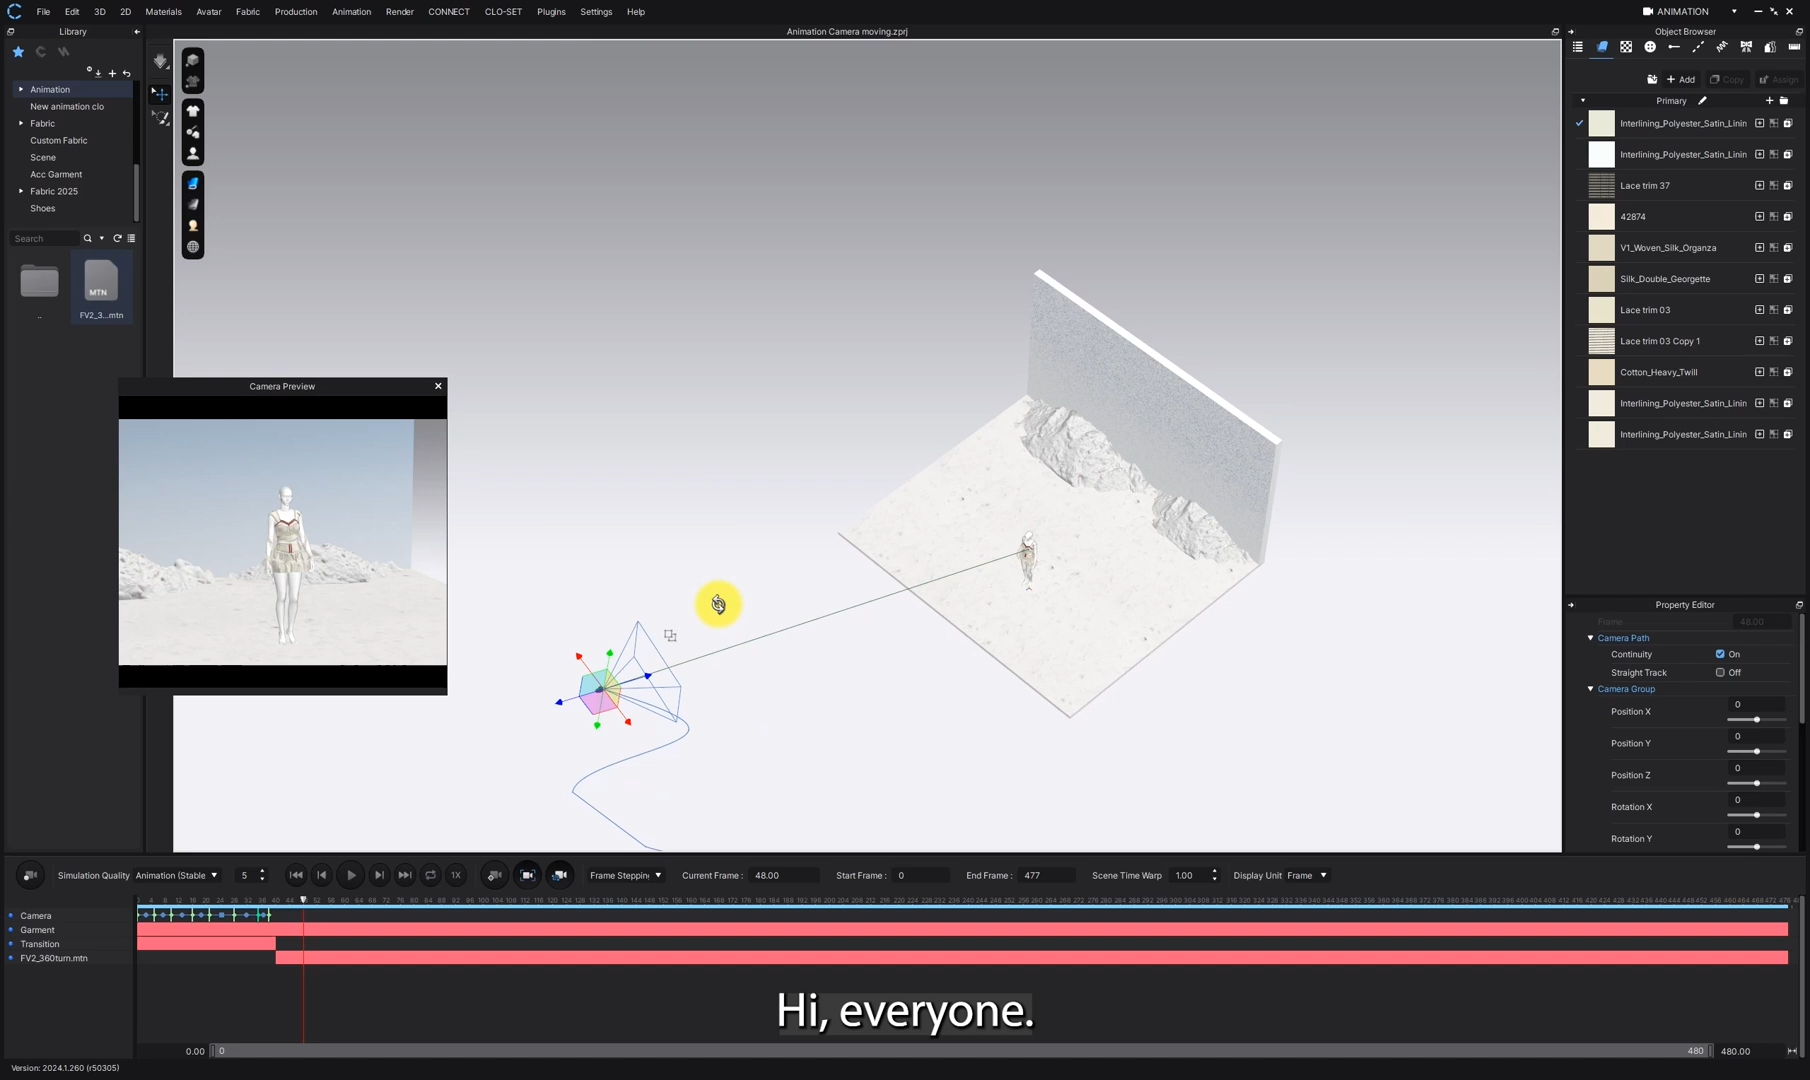 File Edit 3D 2D Materials Avatar Fabric Production Animation Render CONNECT CLO-SET Plugins Settings Help
ANIMATION
Library
Animation Camera moving.zprj
Object Browser
Animation
New animation clo
Fabric
Custom Fabric
Scene
Acc Garment
Fabric 2025
Shoes
Search
MTN
..
FV2_3...mtn
Camera Preview
Add Copy Assign
Primary
Interlining_Polyester_Satin_Linin
Interlining_Polyester_Satin_Linin
Lace trim 37
42874
V1_Woven_Silk_Organza
Silk_Double_Georgette
Lace trim 03
Lace trim 03 Copy 1
Cotton_Heavy_Twill
Interlining_Polyester_Satin_Linin
Interlining_Polyester_Satin_Linin
Property Editor
Frame 48.00
Camera Path
Continuity On
Straight Track Off
Camera Group
Position X 0
Position Y 0
Position Z 0
Rotation X 0
Rotation Y 0
Simulation Quality Animation (Stable 5 1X Frame Steppin Current Frame : 48.00 Start Frame : 0 End Frame : 477 Scene Time Warp 1.00 Display Unit Frame
Camera
Garment
Transition
FV2_360turn.mtn
Hi, everyone.
0.00 0 480 480.00
Version: 2024.1.260 (r50305)